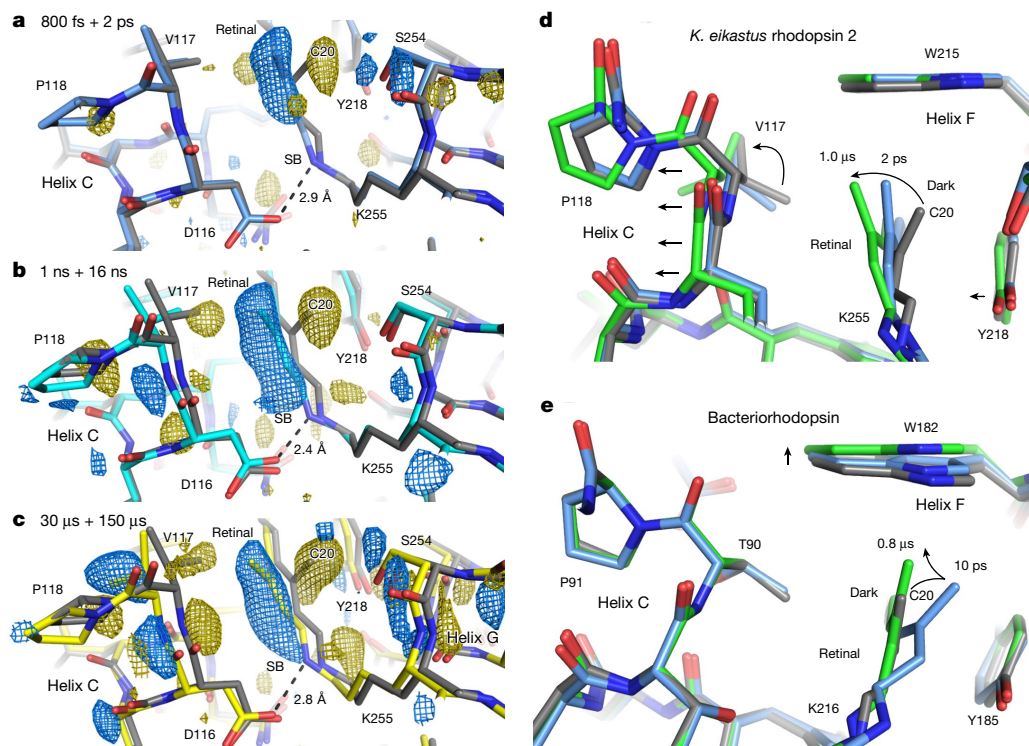 a
800 fs + 2 ps
Retinal
V117
C20
S254
P118
Y218
Helix C
SB
2.9 Å
D116
K255
b
1 ns + 16 ns
Retinal
V117
C20
S254
P118
Y218
Helix C
SB
2.4 Å
D116
K255
c
30 µs + 150 µs
Retinal
V117
C20
S254
P118
Y218
Helix G
Helix C
SB
2.8 Å
D116
K255
d
K. eikastus rhodopsin 2
W215
Helix F
V117
1.0 µs
2 ps
Dark
C20
P118
Helix C
Retinal
K255
Y218
e
Bacteriorhodopsin
W182
Helix F
T90
0.8 µs
10 ps
P91
Dark
C20
Helix C
Retinal
K216
Y185